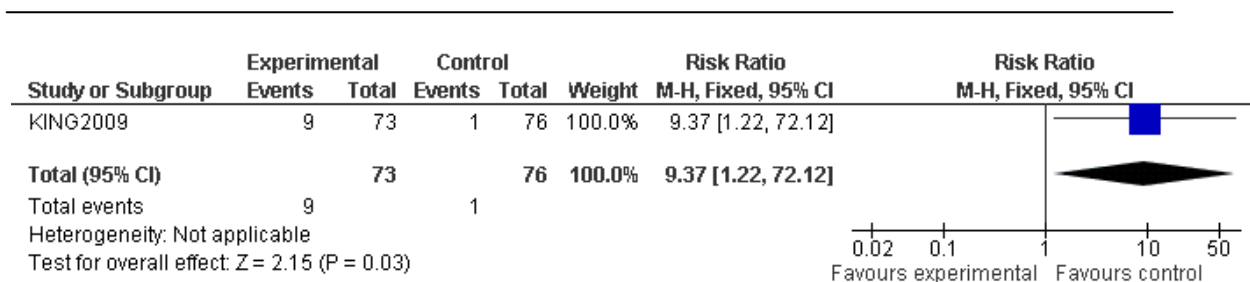 Experimental Control Risk Ratio Risk Ratio
Study or Subgroup Events Total Events Total Weight M-H, Fixed, 95% CI M-H, Fixed, 95% CI
KING2009 9 73 1 76 100.0% 9.37 [1.22, 72.12]
Total (95% CI) 73 76 100.0% 9.37 [1.22, 72.12]
Total events 9 1
Heterogeneity: Not applicable
Test for overall effect: Z = 2.15 (P = 0.03)
0.02 0.1 1 10 50
Favours experimental Favours control